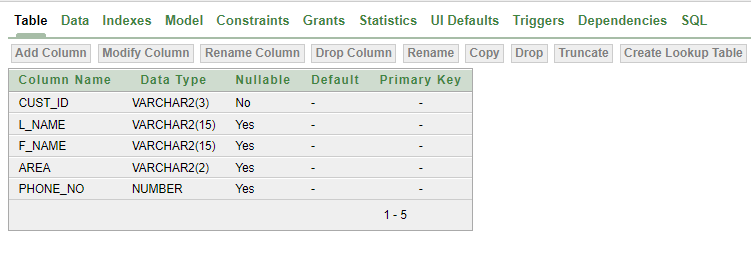 Table Data Indexes Model Constraints Grants Statistics UI Defaults Triggers Dependencies SQL
Add Column Modify Column Rename Column Drop Column Rename Copy Drop Truncate Create Lookup Table
Column Name Data Type Nullable Default Primary Key
CUST_ID VARCHAR2(3) No - -
L_NAME VARCHAR2(15) Yes - -
F_NAME VARCHAR2(15) Yes - -
AREA VARCHAR2(2) Yes - -
PHONE_NO NUMBER Yes - -
1 - 5